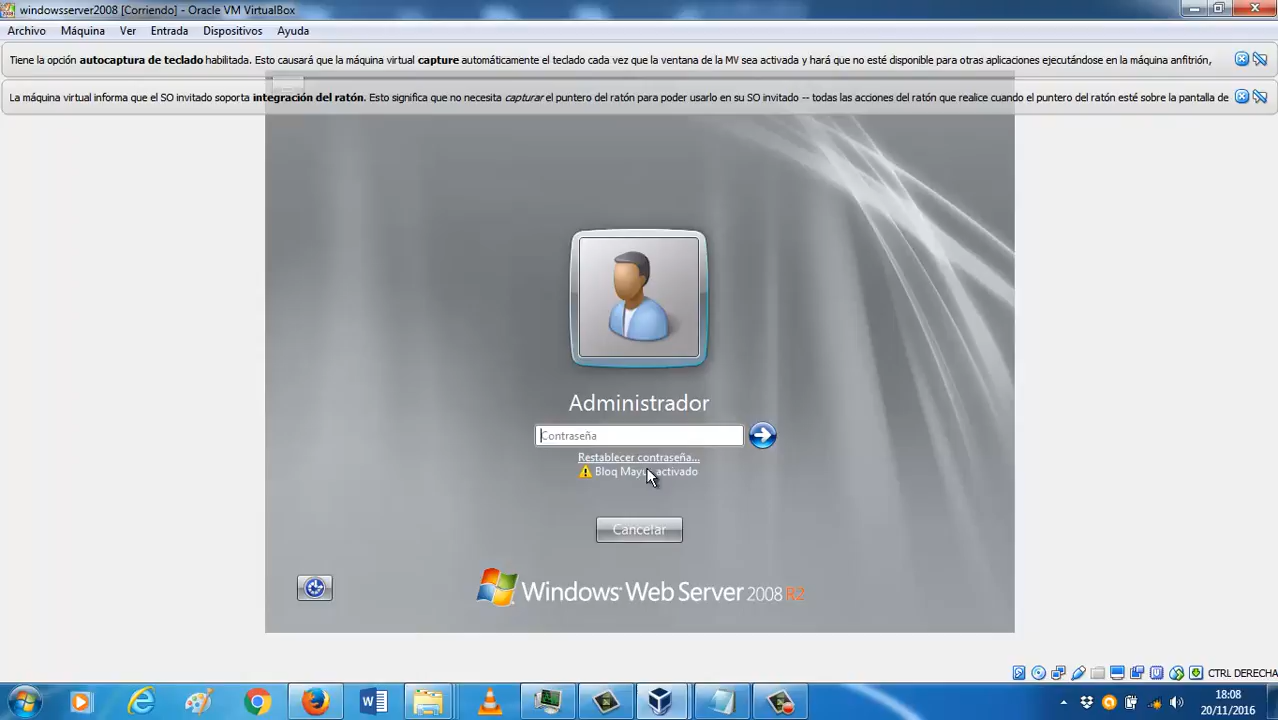 windowsserver2008 [Corriendo] - Oracle VM VirtualBox
Archivo Máquina Ver Entrada Dispositivos Ayuda
Tiene la opción autocaptura de teclado habilitada. Esto causará que la máquina virtual capture automáticamente el teclado cada vez que la ventana de la MV sea activada y hará que no esté disponible para otras aplicaciones ejecutándose en la máquina anfitrión,
La máquina virtual informa que el SO invitado soporta integración del ratón. Esto significa que no necesita capturar el puntero del ratón para poder usarlo en su SO invitado -- todas las acciones del ratón que realice cuando el puntero del ratón esté sobre la pantalla de
Administrador
Contraseña
Restablecer contraseña...
Bloq activado
Cancelar
Windows Web Server 2008 R2
CTRL DERECHA
18:08
20/11/2016